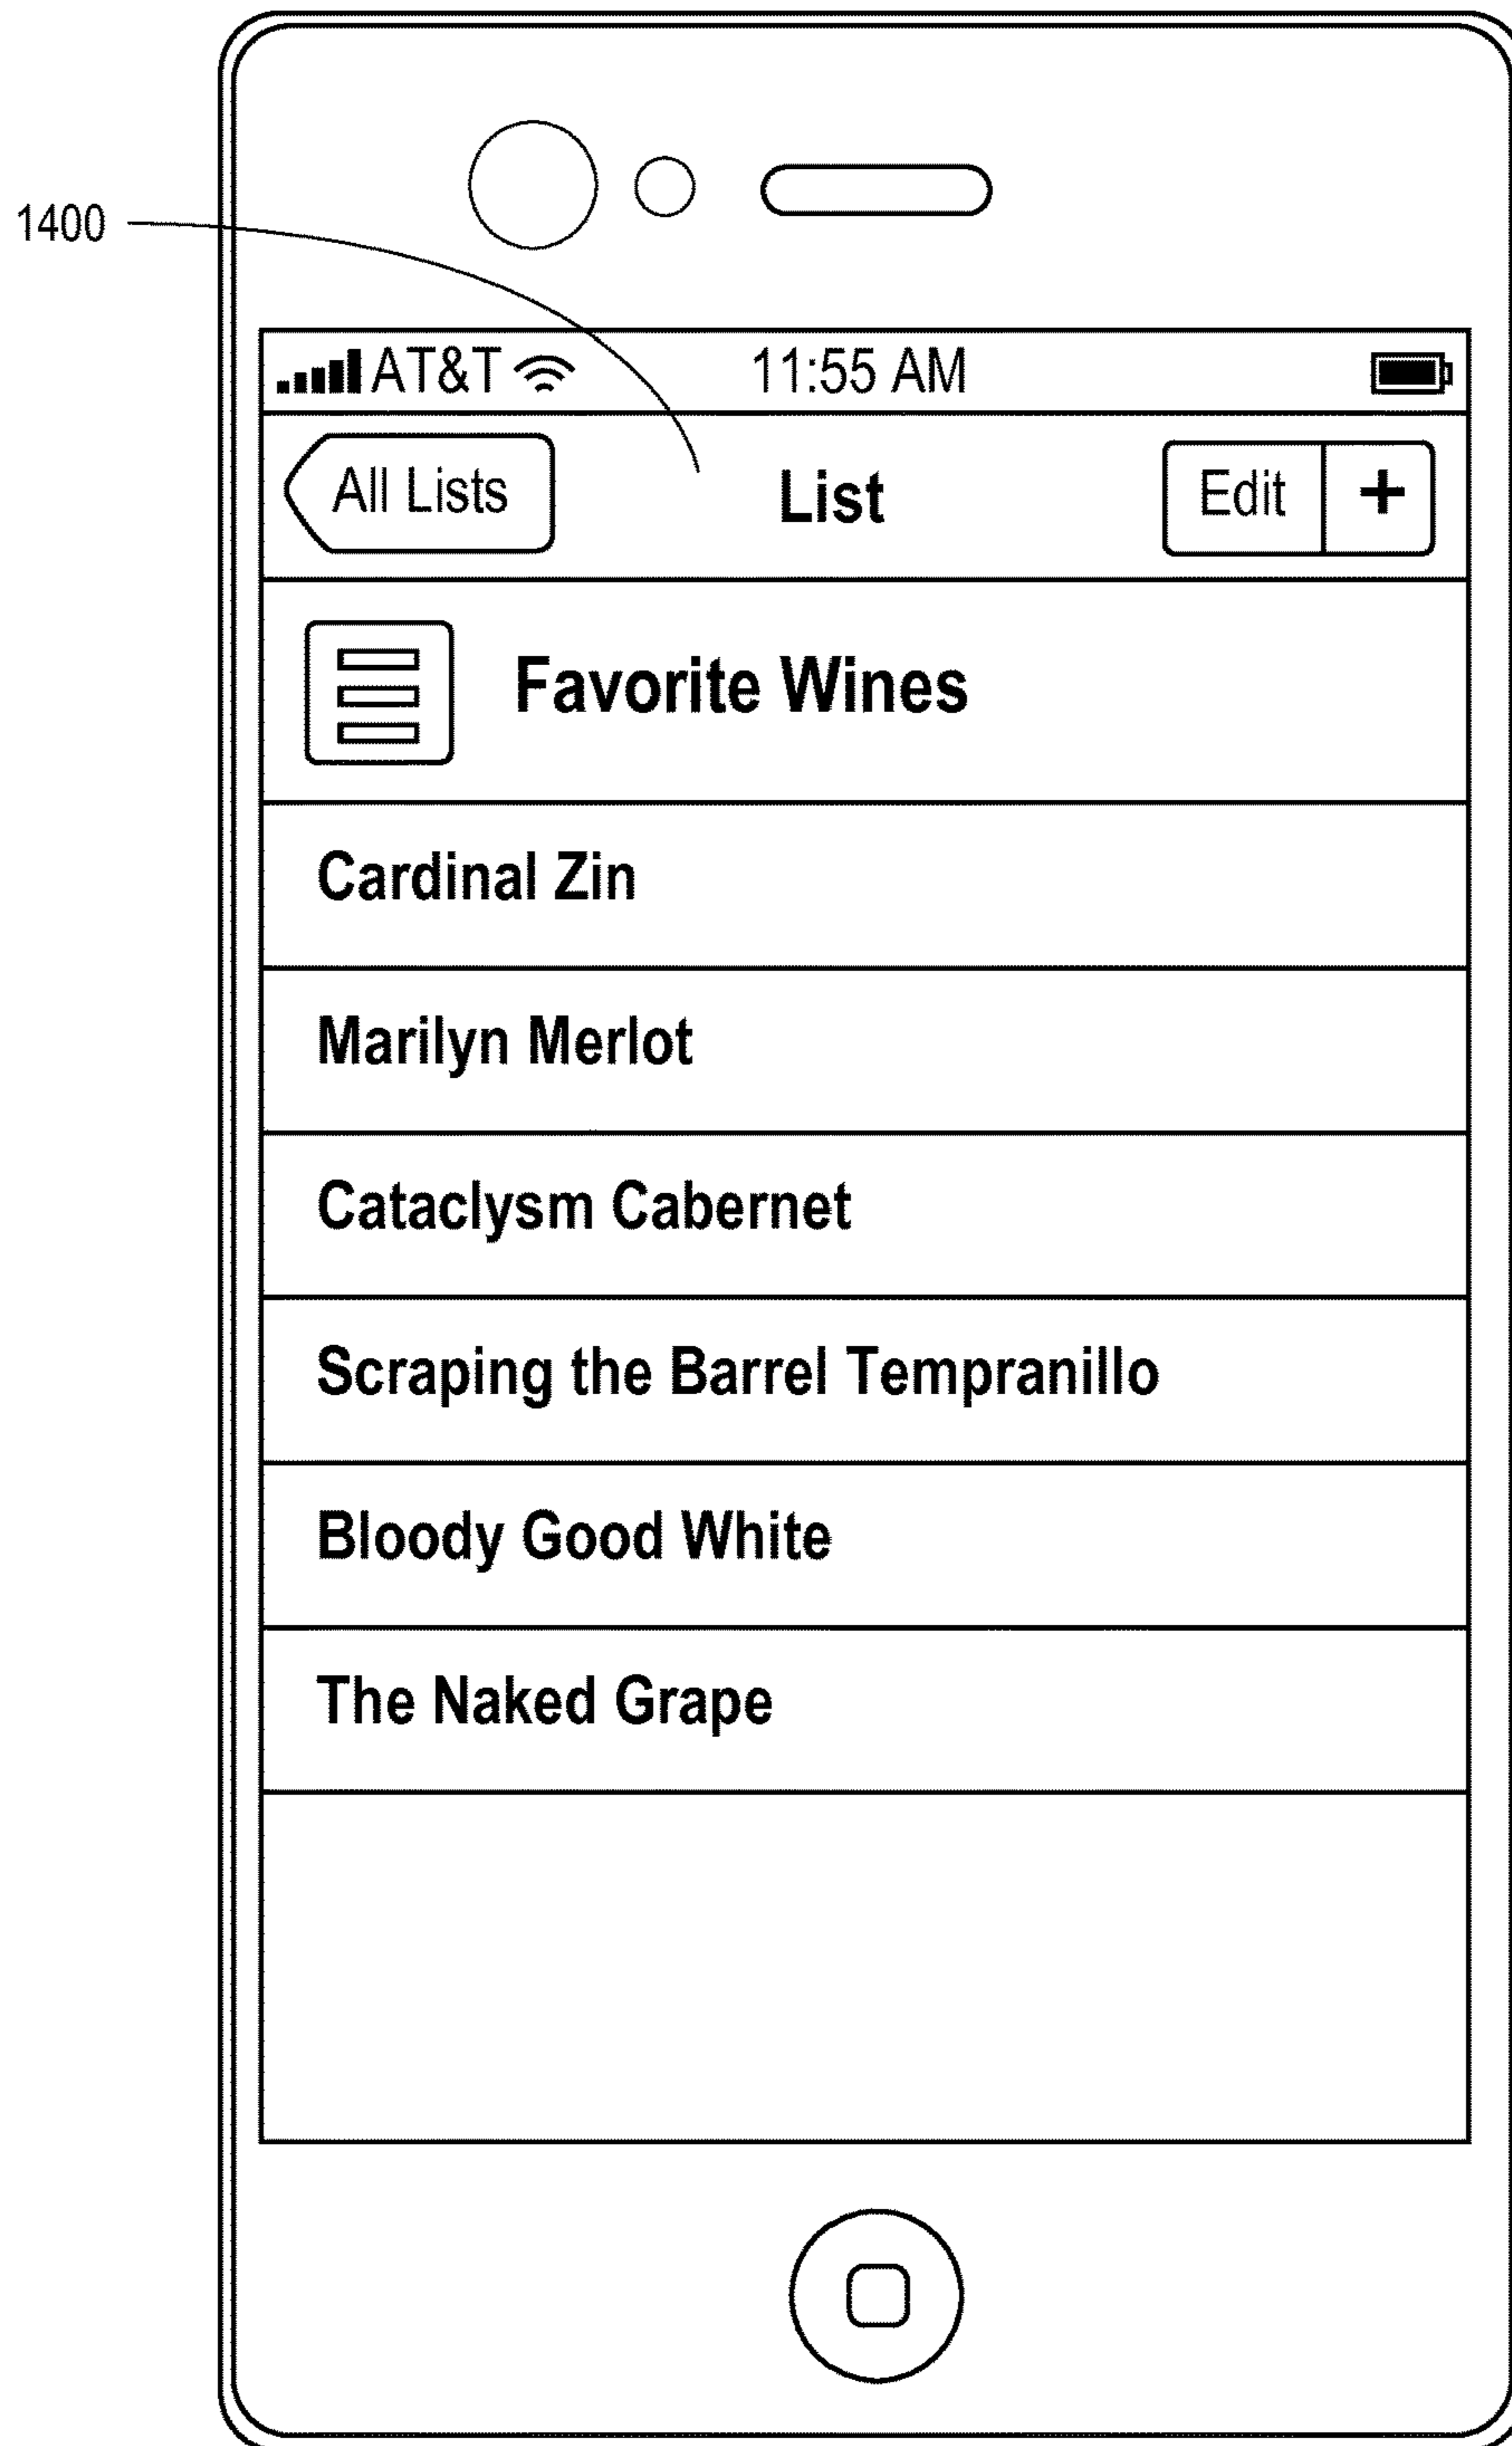 1400
AT&T 11:55 AM
All Lists List Edit +
Favorite Wines
Cardinal Zin
Marilyn Merlot
Cataclysm Cabernet
Scraping the Barrel Tempranillo
Bloody Good White
The Naked Grape